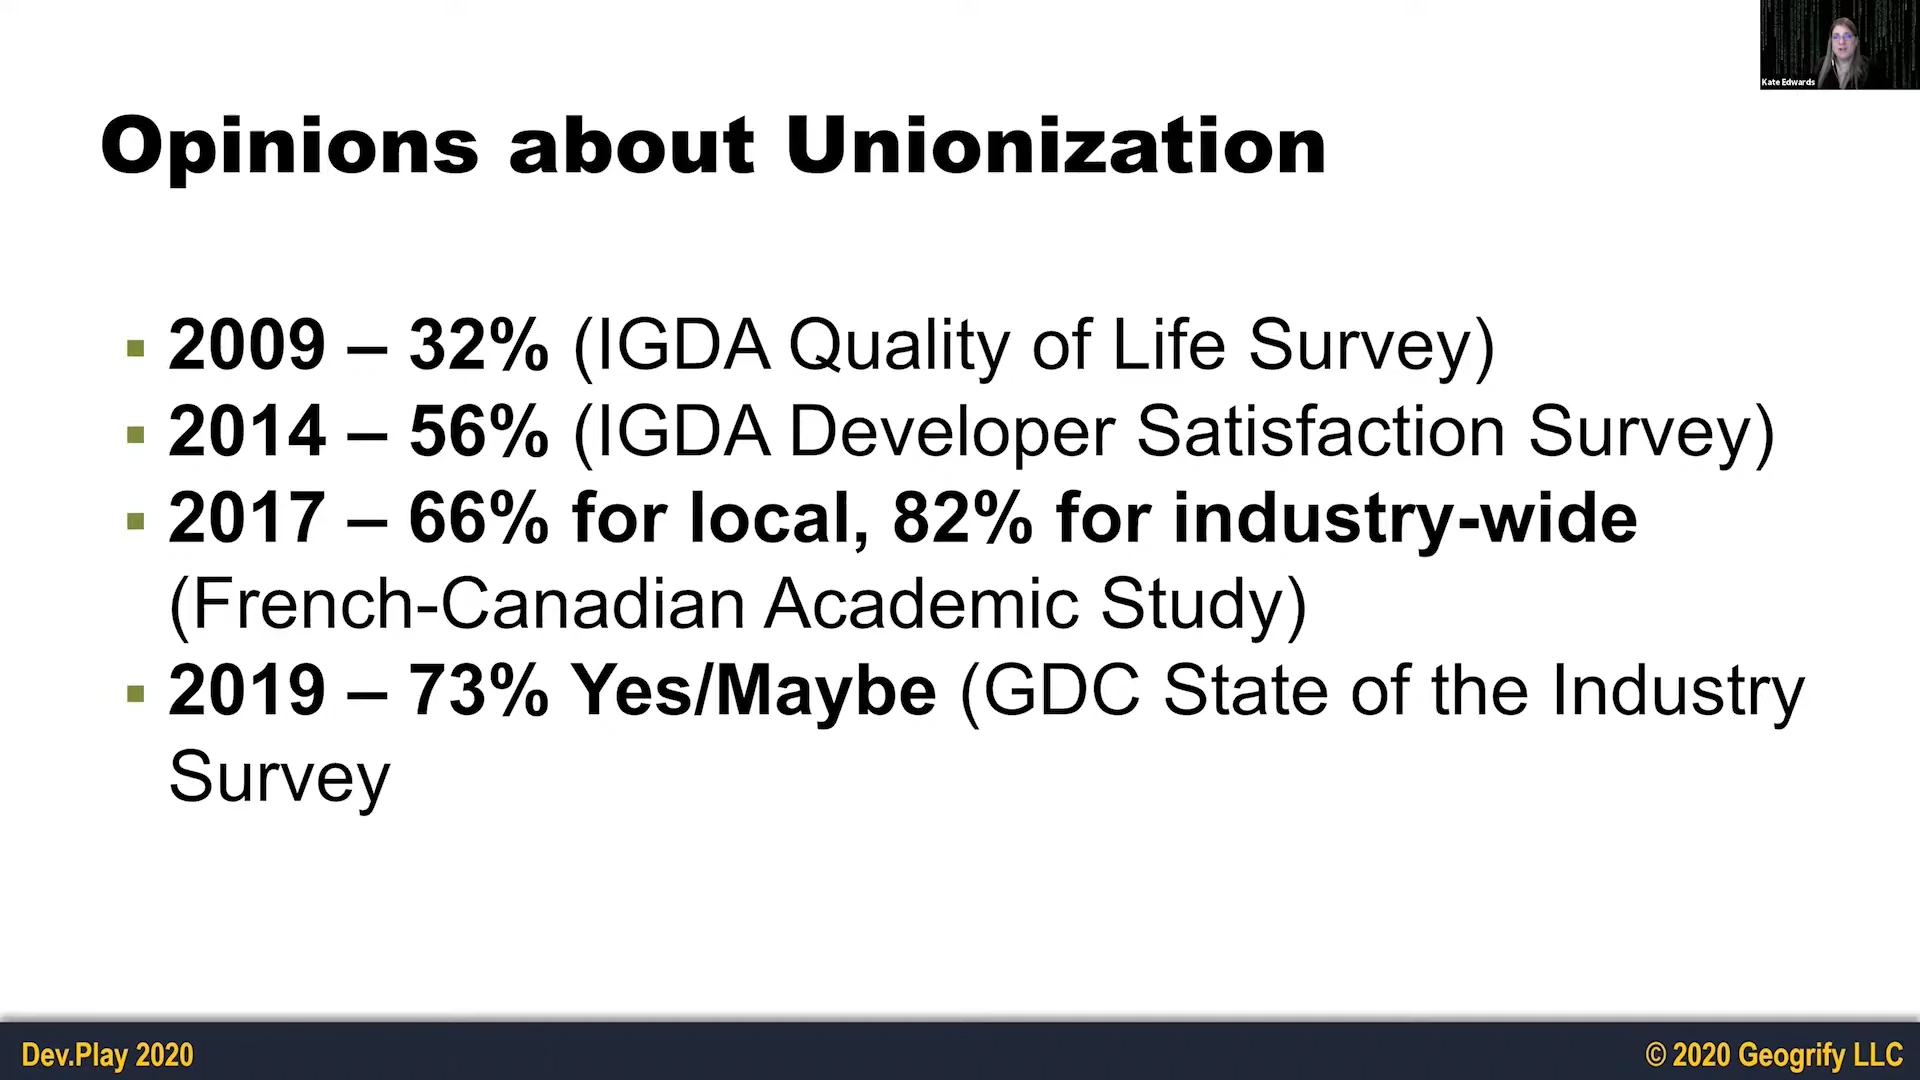 Kate Edwards
Opinions about Unionization
▪ 2009 – 32% (IGDA Quality of Life Survey)
▪ 2014 – 56% (IGDA Developer Satisfaction Survey)
▪ 2017 – 66% for local, 82% for industry-wide
(French-Canadian Academic Study)
▪ 2019 – 73% Yes/Maybe (GDC State of the Industry
Survey
Dev.Play 2020
© 2020 Geogrify LLC